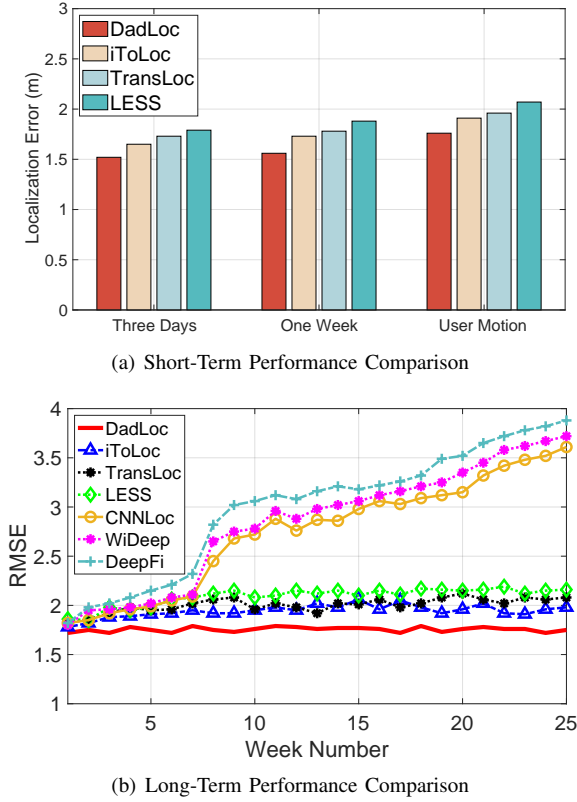 3
2.5
2
1.5
1
0.5
0
Localization Error (m)
DadLoc
iToLoc
TransLoc
LESS
Three Days
One Week
User Motion
(a) Short-Term Performance Comparison
4
3.5
3
2.5
2
1.5
1
RMSE
DadLoc
iToLoc
TransLoc
LESS
CNNLoc
WiDeep
DeepFi
5
10
15
20
25
Week Number
(b) Long-Term Performance Comparison